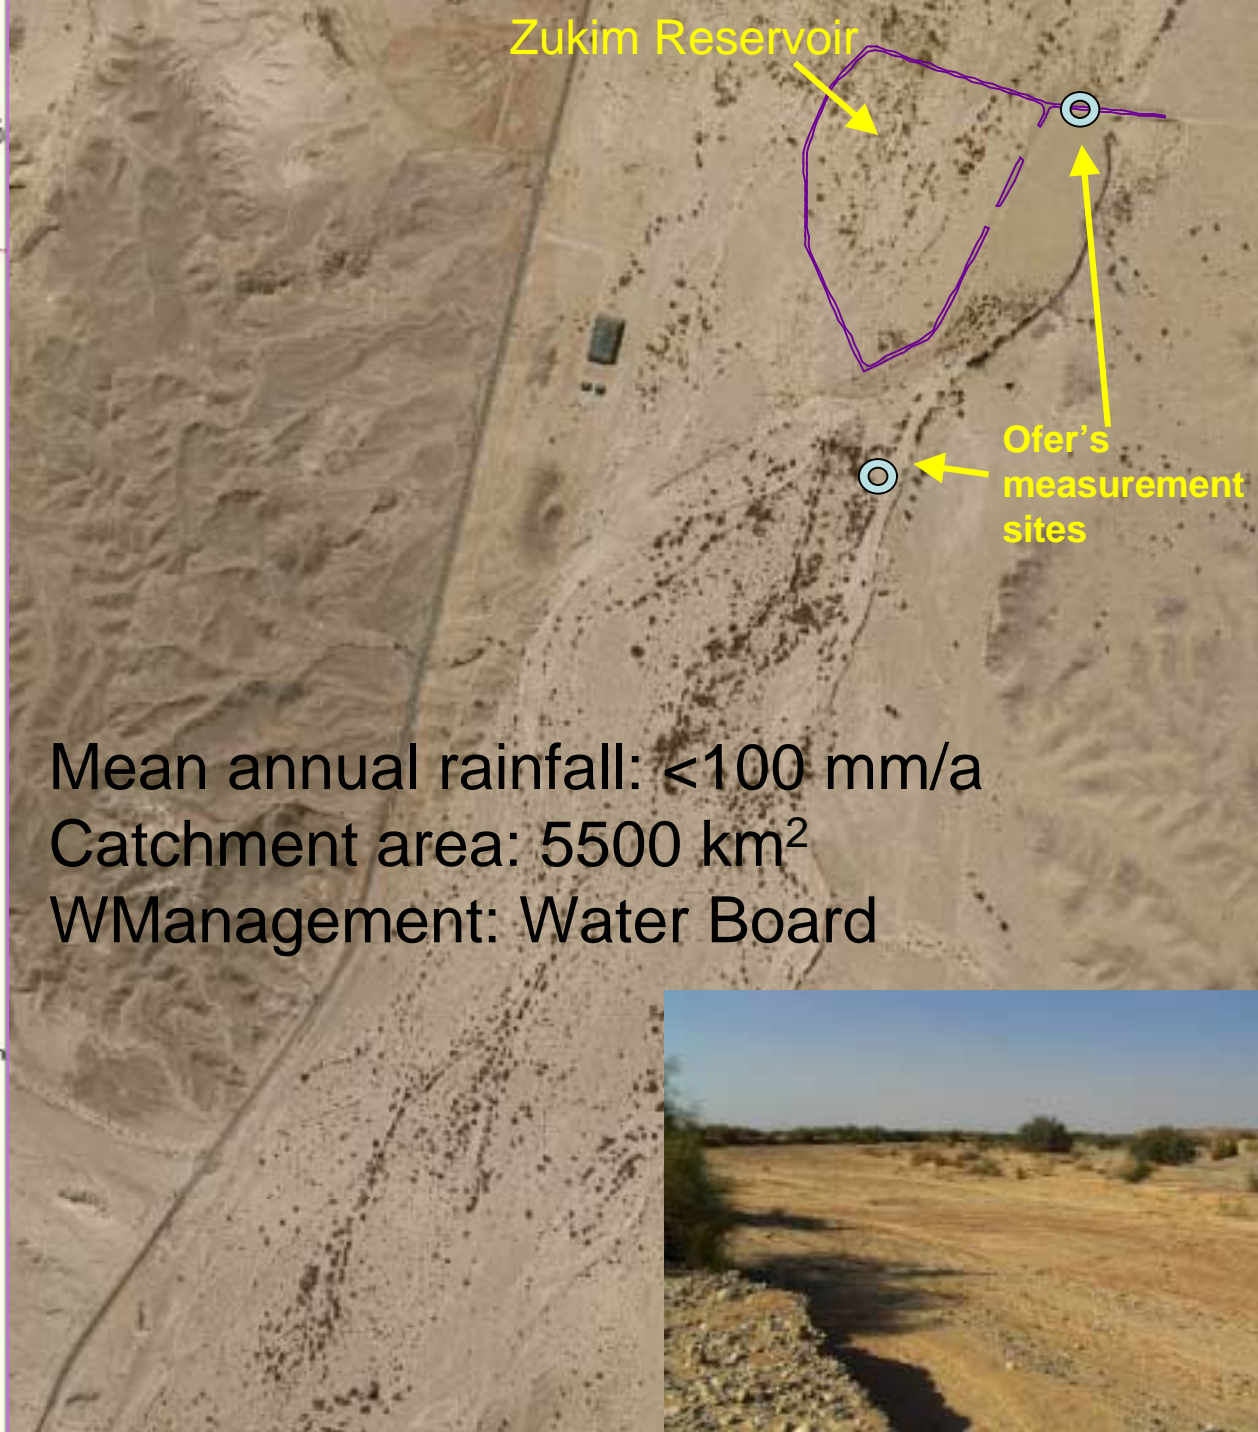 Zukim Reservoir
Ofer’s
measurement
sites
Mean annual rainfall: <100 mm/a
Catchment area: 5500 km²
WManagement: Water Board